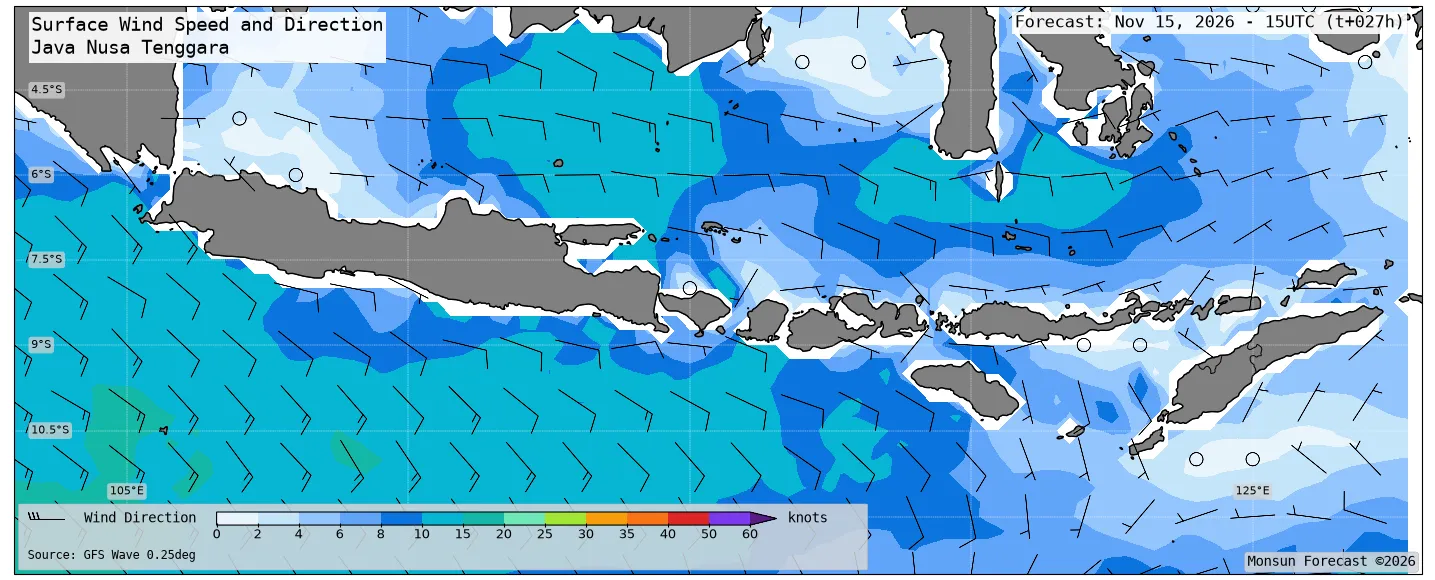 Surface Wind Speed and Direction
Java Nusa Tenggara
Forecast: Nov 15, 2026 - 15UTC (t+027h)
4.5°S
6°S
7.5°S
9°S
10.5°S
105°E
125°E
Wind Direction
knots
0 2 4 6 8 10 15 20 25 30 35 40 50 60
Source: GFS Wave 0.25deg
Monsun Forecast ©2026